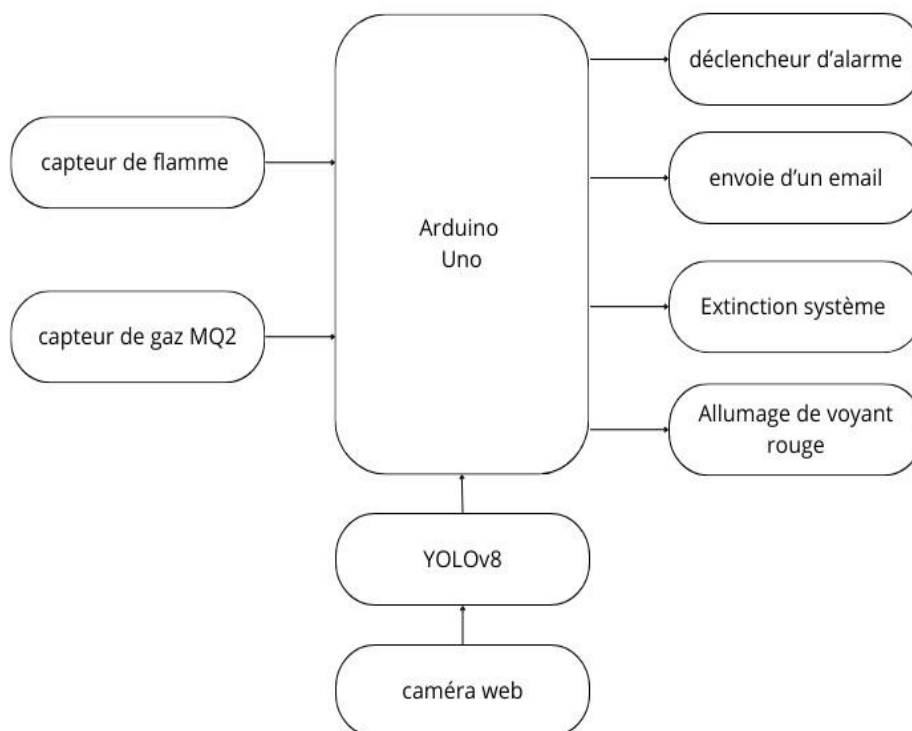 déclencheur d'alarme
capteur de flamme
envoie d'un email
Arduino
Uno
capteur de gaz MQ2
Extinction système
Allumage de voyant
rouge
YOLOv8
caméra web